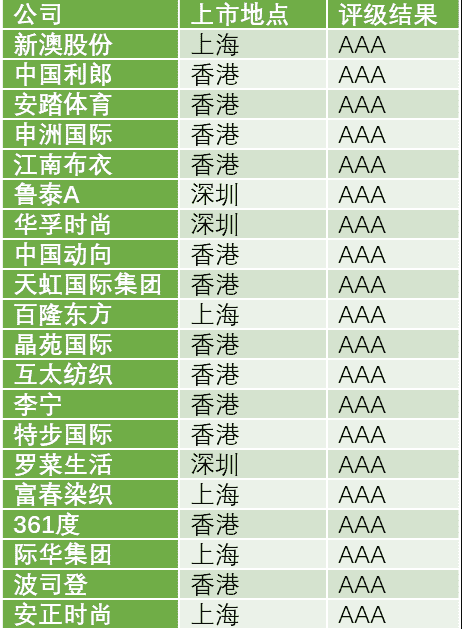 公司 上市地点 评级结果
新澳股份 上海 AAA
中国利郎 香港 AAA
安踏体育 香港 AAA
申洲国际 香港 AAA
江南布衣 香港 AAA
鲁泰A 深圳 AAA
华孚时尚 深圳 AAA
中国动向 香港 AAA
天虹国际集团 香港 AAA
百隆东方 上海 AAA
晶苑国际 香港 AAA
互太纺织 香港 AAA
李宁 香港 AAA
特步国际 香港 AAA
罗莱生活 深圳 AAA
富春染织 上海 AAA
361度 香港 AAA
际华集团 上海 AAA
波司登 香港 AAA
安正时尚 上海 AAA